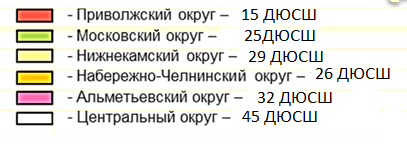 - Приволжский округ – 15 ДЮСШ
- Московский округ – 25ДЮСШ
- Нижнекамский округ – 29 ДЮСШ
- Набережно-Челнинский округ – 26 ДЮСШ
- Альметьевский округ – 32 ДЮСШ
- Центральный округ – 45 ДЮСШ